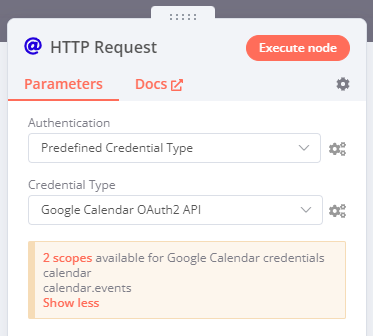 HTTP Request
Execute node
Parameters
Docs
Authentication
Predefined Credential Type
Credential Type
Google Calendar OAuth2 API
2 scopes available for Google Calendar credentials
calendar
calendar.events
Show less